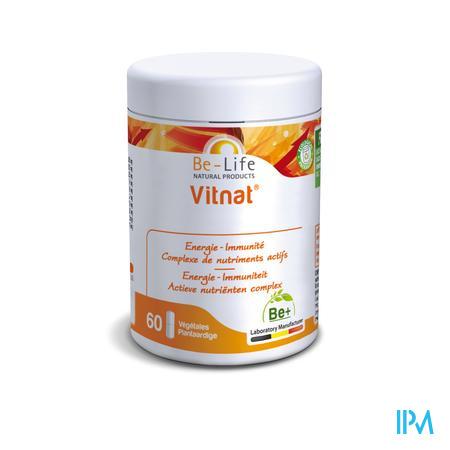 Be-Life
NATURAL PRODUCTS
Vitnat®
Energie - Immunité
Complexe de nutriments actifs
Energie - Immuniteit
Actieve nutriënten complex
60
Végétales
Plantaardige
Be+
Laboratory Manufacturer
IPM